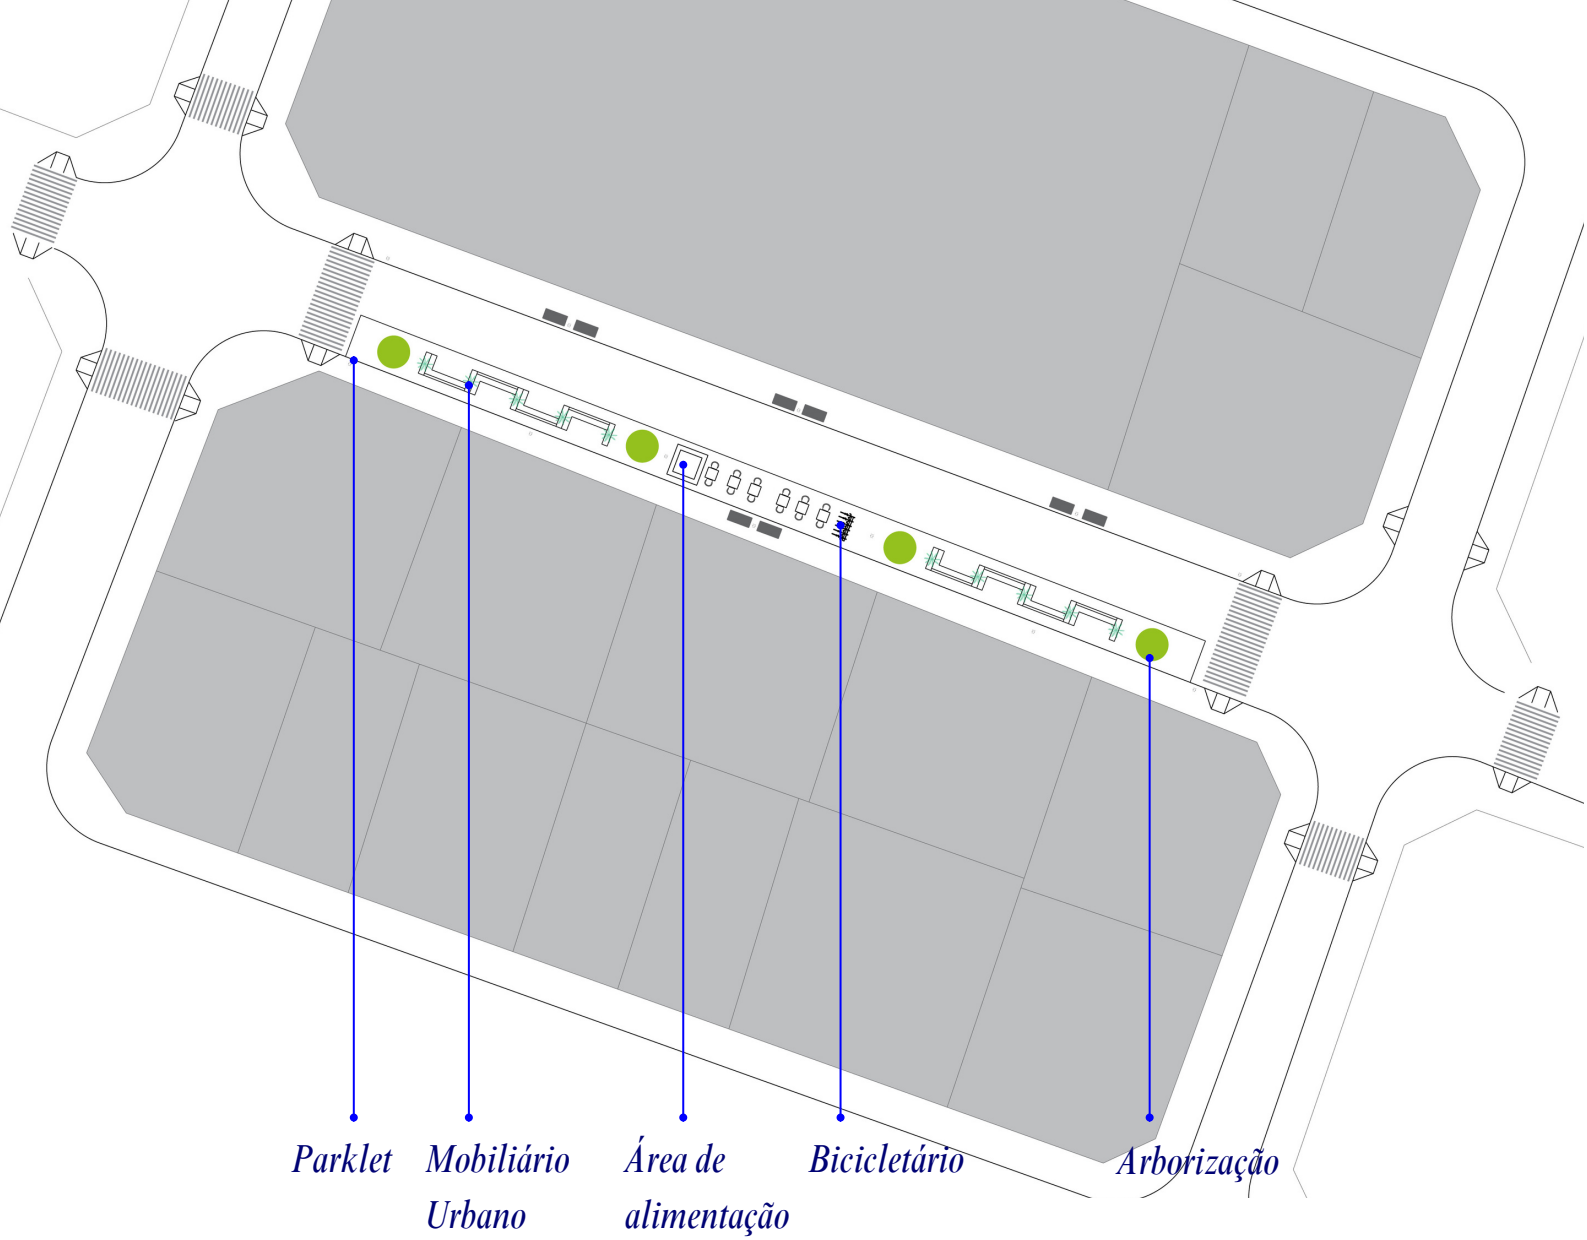 Parklet
Mobiliário
Urbano
Área de
alimentação
Bicicletário
Arborização